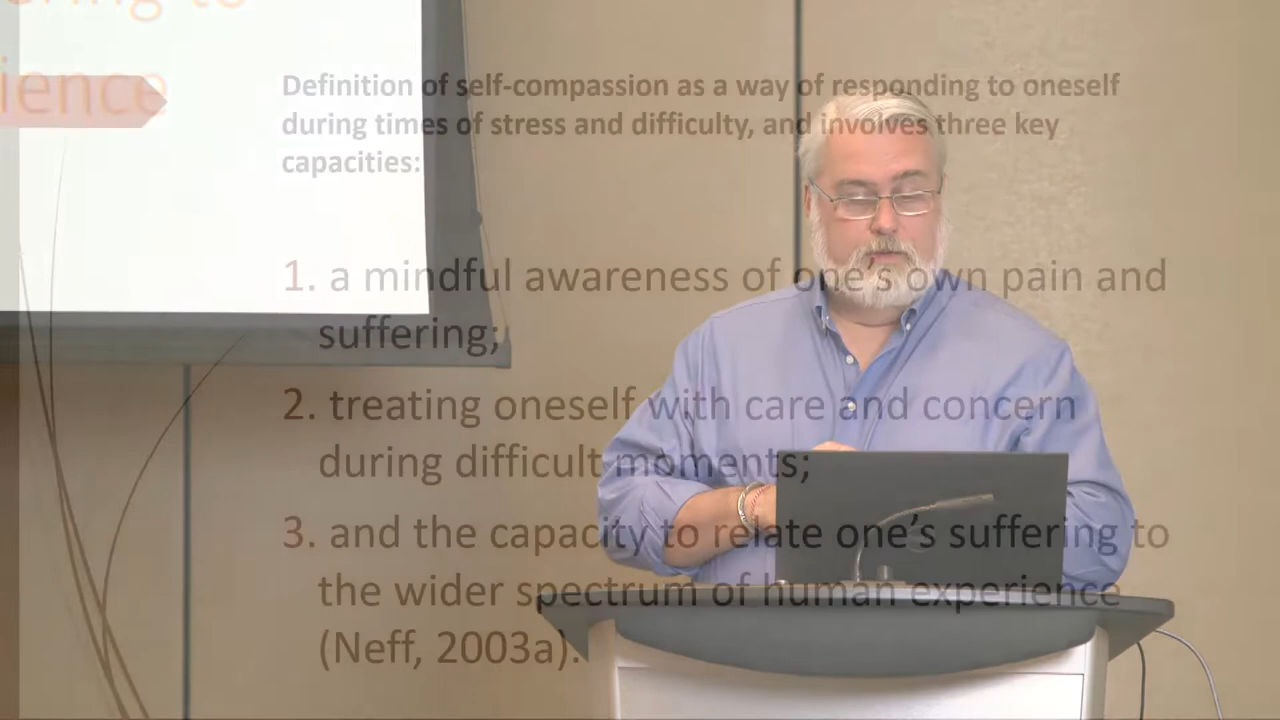 ering to
ience
Definition of self-compassion as a way of responding to oneself
during times of stress and difficulty, and involves three key
capacities:
1. a mindful awareness of one's own pain and
suffering;
2. treating oneself with care and concern
during difficult moments;
3. and the capacity to relate one's suffering to
the wider spectrum of human experience
(Neff, 2003a).